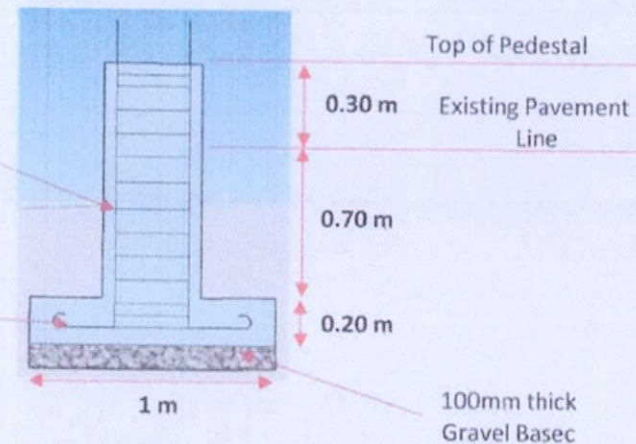 Top of Pedestal
0.30 m
Existing Pavement
Line
0.70 m
0.20 m
1 m
100mm thick
Gravel Basec